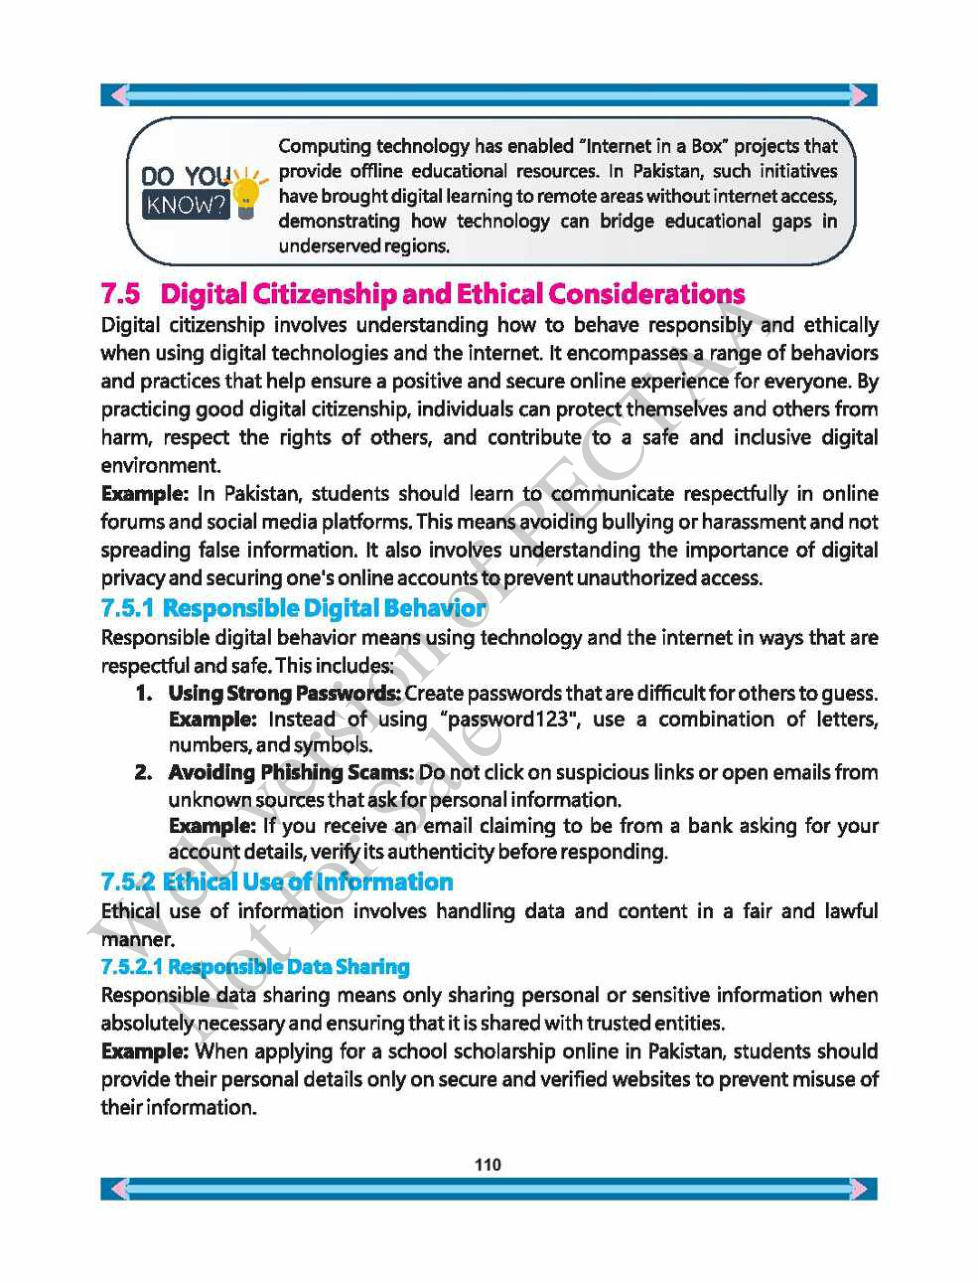 Computing technology has enabled "Internet in a Box" projects that
provide offline educational resources. In Pakistan, such initiatives
have brought digital learning to remote areas without internet access,
demonstrating how technology can bridge educational gaps in
underserved regions.
DO YOU
KNOW?
7.5 Digital Citizenship and Ethical Considerations
Digital citizenship involves understanding how to behave responsibly and ethically
when using digital technologies and the internet. It encompasses a range of behaviors
and practices that help ensure a positive and secure online experience for everyone. By
practicing good digital citizenship, individuals can protect themselves and others from
harm, respect the rights of others, and contribute to a safe and inclusive digital
environment.
Example: In Pakistan, students should learn to communicate respectfully in online
forums and social media platforms. This means avoiding bullying or harassment and not
spreading false information. It also involves understanding the importance of digital
privacy and securing one's online accounts to prevent unauthorized access.
7.5.1 Responsible Digital Behavior
Responsible digital behavior means using technology and the internet in ways that are
respectful and safe. This includes:
1. Using Strong Passwords: Create passwords that are difficult for others to guess.
Example: Instead of using "password123", use a combination of letters,
numbers, and symbols.
2. Avoiding Phishing Scams: Do not click on suspicious links or open emails from
unknown sources that ask for personal information.
Example: If you receive an email claiming to be from a bank asking for your
account details, verify its authenticity before responding.
7.5.2 Ethical Use of Information
Ethical use of information involves handling data and content in a fair and lawful
manner.
7.5.2.1 Responsible Data Sharing
Responsible data sharing means only sharing personal or sensitive information when
absolutely necessary and ensuring that it is shared with trusted entities.
Example: When applying for a school scholarship online in Pakistan, students should
provide their personal details only on secure and verified websites to prevent misuse of
their information.
110
Web version of PECTAA
Not for Sale